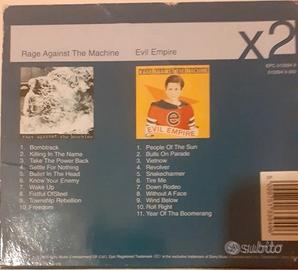 Rage Against The Machine
Evil Empire
x2
rage against the machine
EVIL EMPIRE
1. Bombtrack
2. Killing In The Name
3. Take The Power Back
4. Settle For Nothing
5. Bullet In The Head
6. Know Your Enemy
7. Wake Up
8. Fistful Of Steel
9. Township Rebellion
10. Freedom
1. People Of The Sun
2. Bulls On Parade
3. Vietnow
4. Revolver
5. Snakecharmer
6. Tire Me
7. Down Rodeo
8. Without A Face
9. Wind Below
10. Roll Right
11. Year Of Tha Boomerang
subito